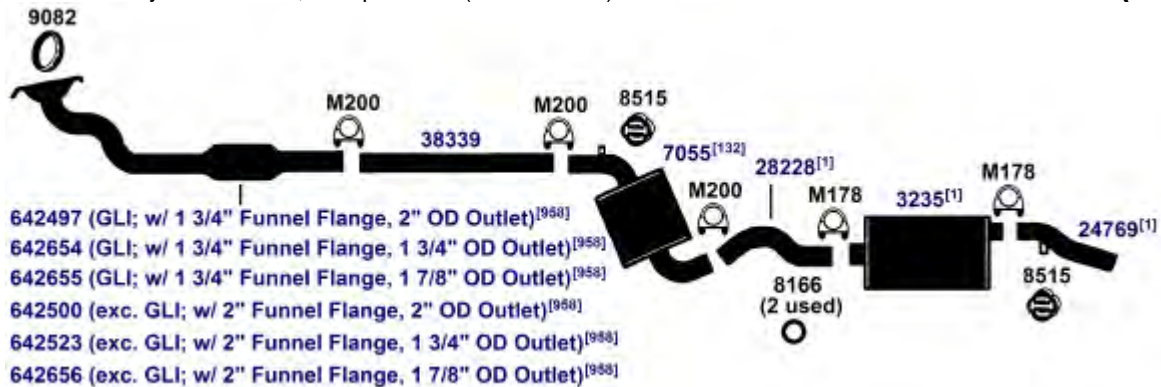 9082
M200
M200
8515
38339
7055[132]
28228[1]
M200
M178
3235[1]
M178
24769[1]
642497 (GLI; w/ 1 3/4" Funnel Flange, 2" OD Outlet)[958]
642654 (GLI; w/ 1 3/4" Funnel Flange, 1 3/4" OD Outlet)[958]
642655 (GLI; w/ 1 3/4" Funnel Flange, 1 7/8" OD Outlet)[958]
642500 (exc. GLI; w/ 2" Funnel Flange, 2" OD Outlet)[958]
642523 (exc. GLI; w/ 2" Funnel Flange, 1 3/4" OD Outlet)[958]
642656 (exc. GLI; w/ 2" Funnel Flange, 1 7/8" OD Outlet)[958]
8166
(2 used)
8515